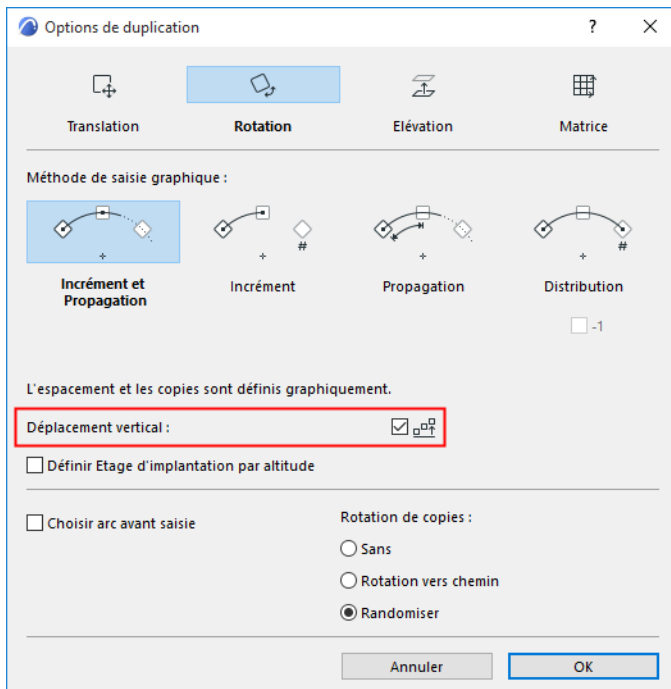 Options de duplication
?
Translation
Rotation
Elévation
Matrice
Méthode de saisie graphique :
#
#
Incrément et
Propagation
Incrément
Propagation
Distribution
-1
L'espacement et les copies sont définis graphiquement.
Déplacement vertical :
Définir Etage d'implantation par altitude
Choisir arc avant saisie
Rotation de copies :
Sans
Rotation vers chemin
Randomiser
Annuler
OK